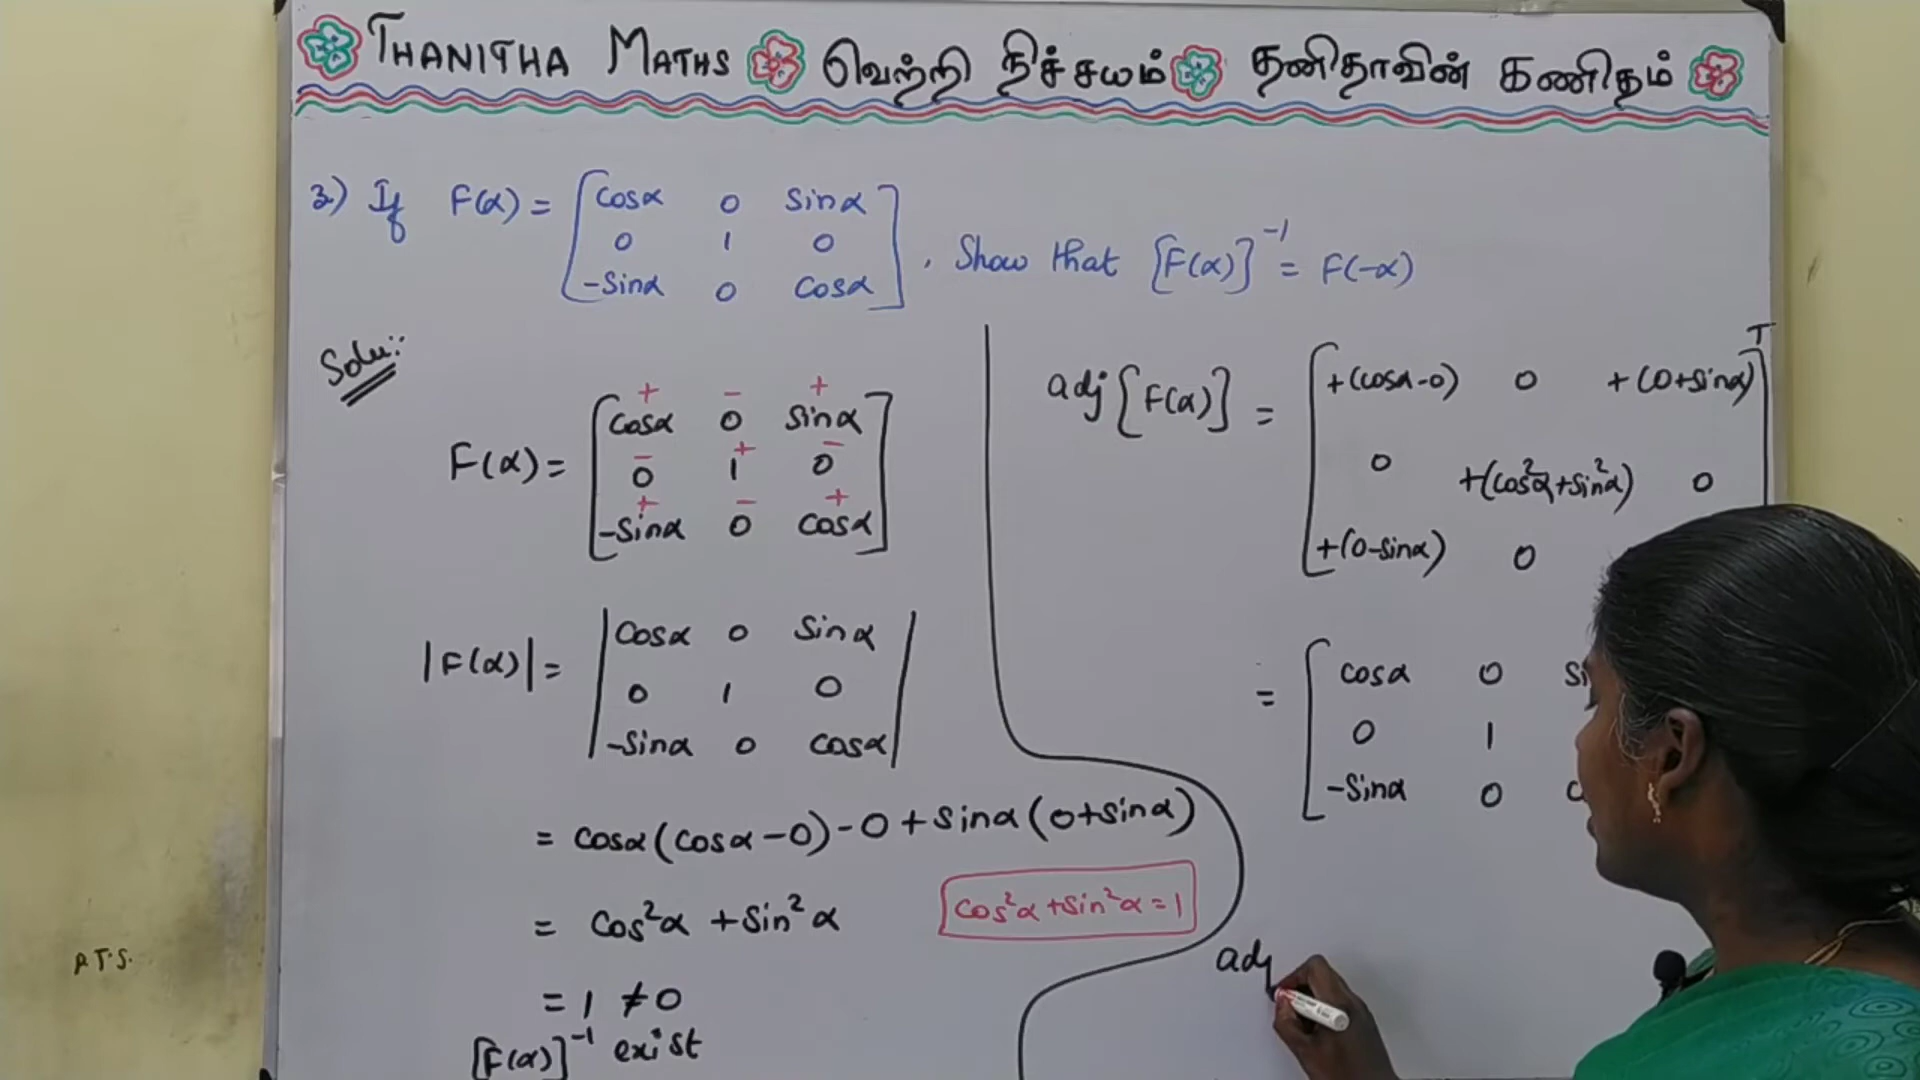 THANITHA MATHS வெற்றி நிச்சயம் தனிதாவின் கணிதம்
3) If F(α) = [cosα 0 sinα
0 1 0
-sinα 0 cosα] . Show that [F(α)]⁻¹ = F(-α)
Solu:
F(α) = [cosα 0 sinα
0 1 0
-sinα 0 cosα]
+ - +
- + -
+ - +
|F(α)| = |cosα 0 sinα
0 1 0
-sinα 0 cosα|
= cosα(cosα-0)-0+sinα(0+sinα)
= cos²α + sin²α
cos²α+sin²α=1
= 1 ≠0
[F(α)]⁻¹ exist
adj[F(α)] = [+(cosα-0) 0 +(0+sinα)
0 +(cos²α+sin²α) 0
+(0-sinα) 0
]T
= [cosα 0
0 1
-sinα 0
adj
P.T.S.